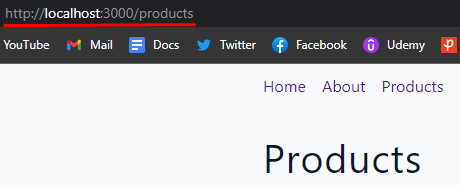 http://localhost:3000/products
YouTube Mail Docs Twitter Facebook Udemy
Home About Products
Products